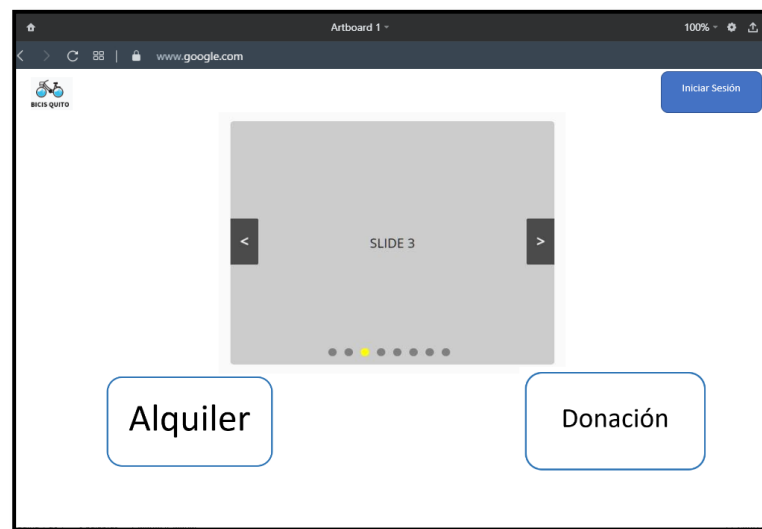 Artboard 1
100%
www.google.com
BICIS QUITO
Iniciar Sesión
<
SLIDE 3
>
Alquiler
Donación